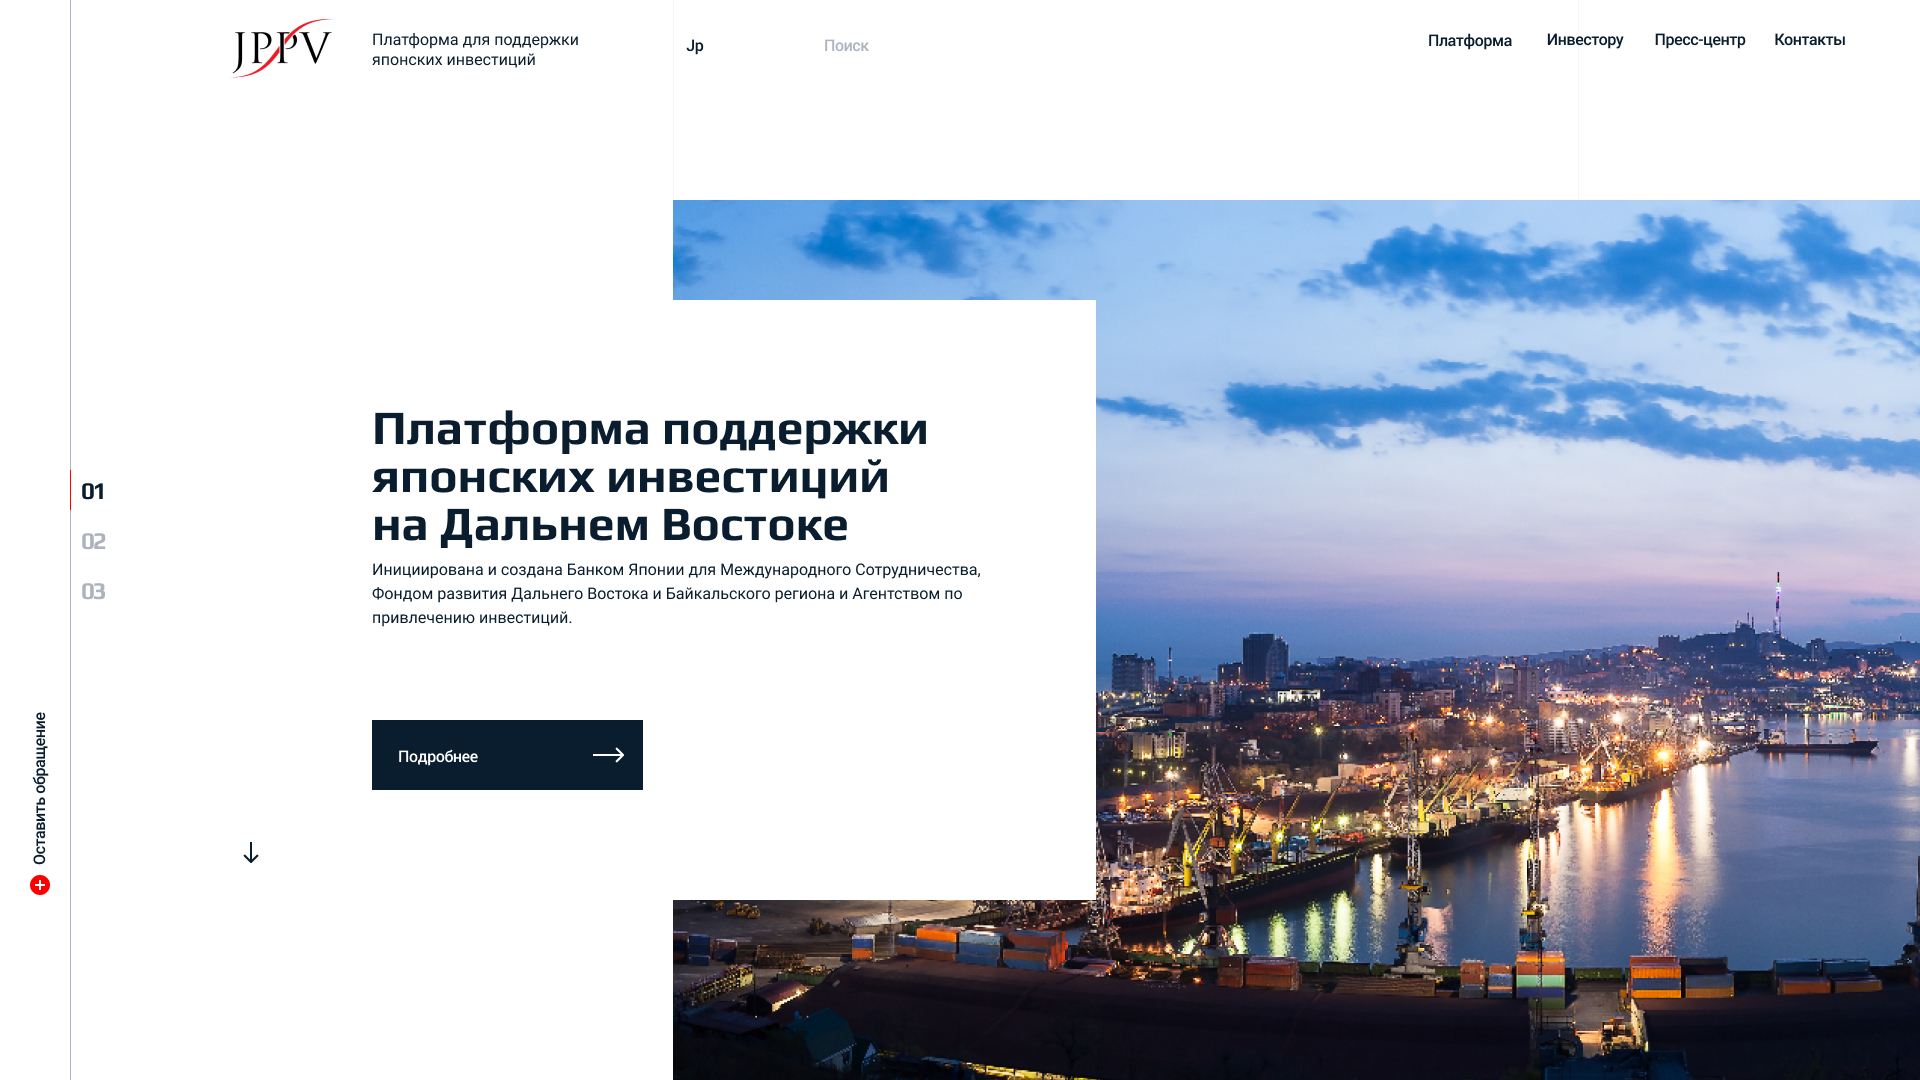 JPPV
Платформа для поддержки
японских инвестиций
Jp
Поиск
Платформа
Инвестору
Пресс-центр
Контакты
Платформа поддержки
японских инвестиций
на Дальнем Востоке
Инициирована и создана Банком Японии для Международного Сотрудничества,
Фондом развития Дальнего Востока и Байкальского региона и Агентством по
привлечению инвестиций.
Подробнее
01
02
03
Оставить обращение